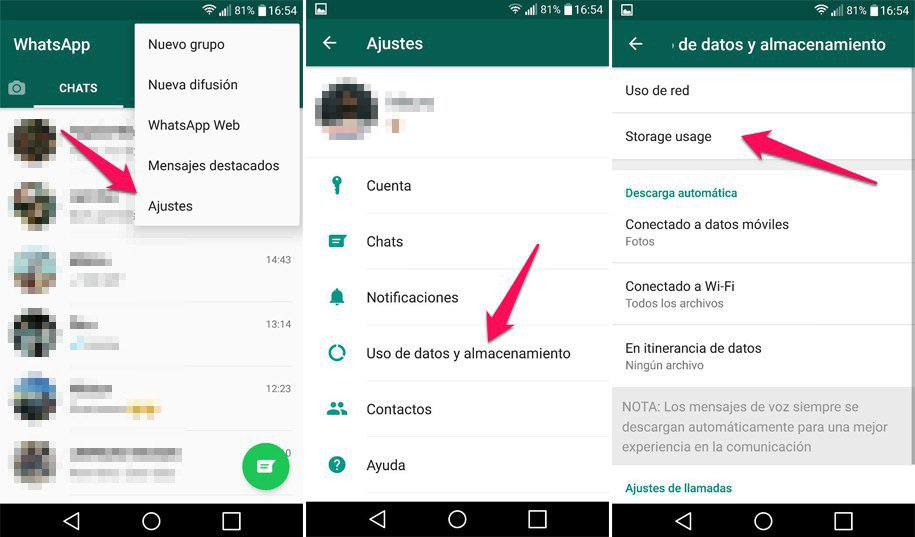 81% 16:54
WhatsApp
CHATS
Nuevo grupo
Nueva difusión
WhatsApp Web
Mensajes destacados
Ajustes
14:43
13:14
12:23
81% 16:54
Ajustes
Cuenta
Chats
Notificaciones
Uso de datos y almacenamiento
Contactos
Ayuda
81% 16:54
de datos y almacenamiento
Uso de red
Storage usage
Descarga automática
Conectado a datos móviles
Fotos
Conectado a Wi-Fi
Todos los archivos
En itinerancia de datos
Ningún archivo
NOTA: Los mensajes de voz siempre se
descargan automáticamente para una mejor
experiencia en la comunicación
Ajustes de llamadas